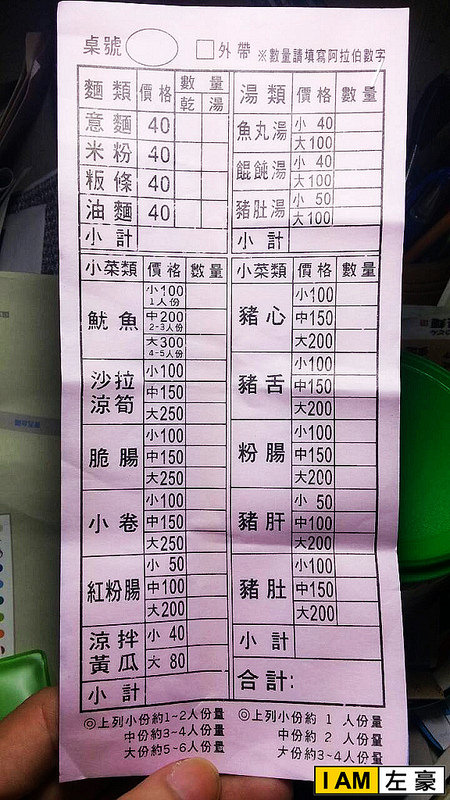 桌號 □外帶 ※數量請填寫阿拉伯數字
麵類 價格 數量
乾 湯
意麵 40
米粉 40
粄條 40
油麵 40
小計
湯類 價格 數量
魚丸湯 小 40
大100
餛飩湯 小 40
大100
豬肚湯 小 50
大100
小計
小菜類 價格 數量
魷魚 小100
1人份
中200
2-3人份
大300
4-5人份
沙拉涼筍 小100
中150
大250
脆腸 小100
中150
大250
小卷 小100
中150
大250
紅粉腸 小 50
中100
大200
涼拌 小 40
黃瓜 大 80
小計
小菜類 價格 數量
豬心 小100
中150
大200
豬舌 小100
中150
大200
粉腸 小100
中150
大200
豬肝 小 50
中100
大200
豬肚 小100
中150
大200
小計
合計:
◎上列小份約1~2人份量
中份約3~4人份量
大份約5~6人份量
◎上列小份約 1 人份量
中份約 2 人份量
大份約3~4人份量
I AM 左豪